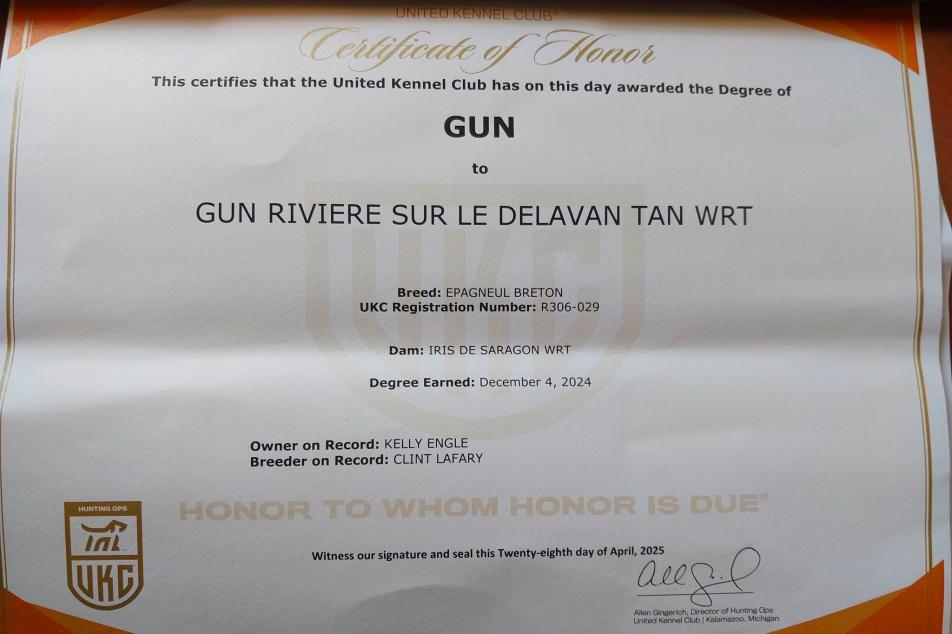 UNITED KENNEL CLUB®
Certificate of Honor
This certifies that the United Kennel Club has on this day awarded the Degree of
GUN
to
GUN RIVIERE SUR LE DELAVAN TAN WRT
UKC
Breed: EPAGNEUL BRETON
UKC Registration Number: R306-029
Dam: IRIS DE SARAGON WRT
Degree Earned: December 4, 2024
Owner on Record: KELLY ENGLE
Breeder on Record: CLINT LAFARY
HONOR TO WHOM HONOR IS DUE®
HUNTING OPS
UKC
Witness our signature and seal this Twenty-eighth day of April, 2025
Allen Gingerich, Director of Hunting Ops
United Kennel Club | Kalamazoo, Michigan